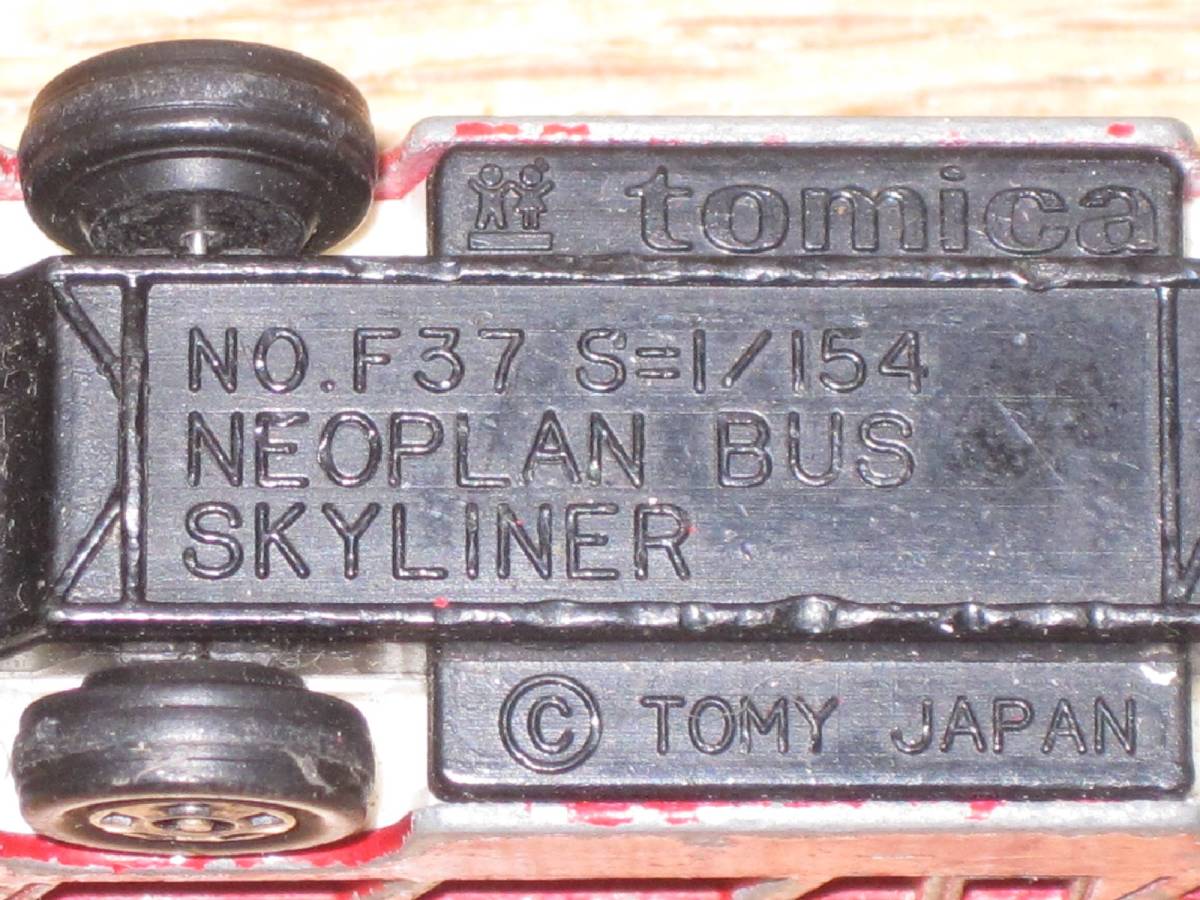 tomica
NO.F37 S=1/154
NEOPLAN BUS
SKYLINER
© TOMY JAPAN